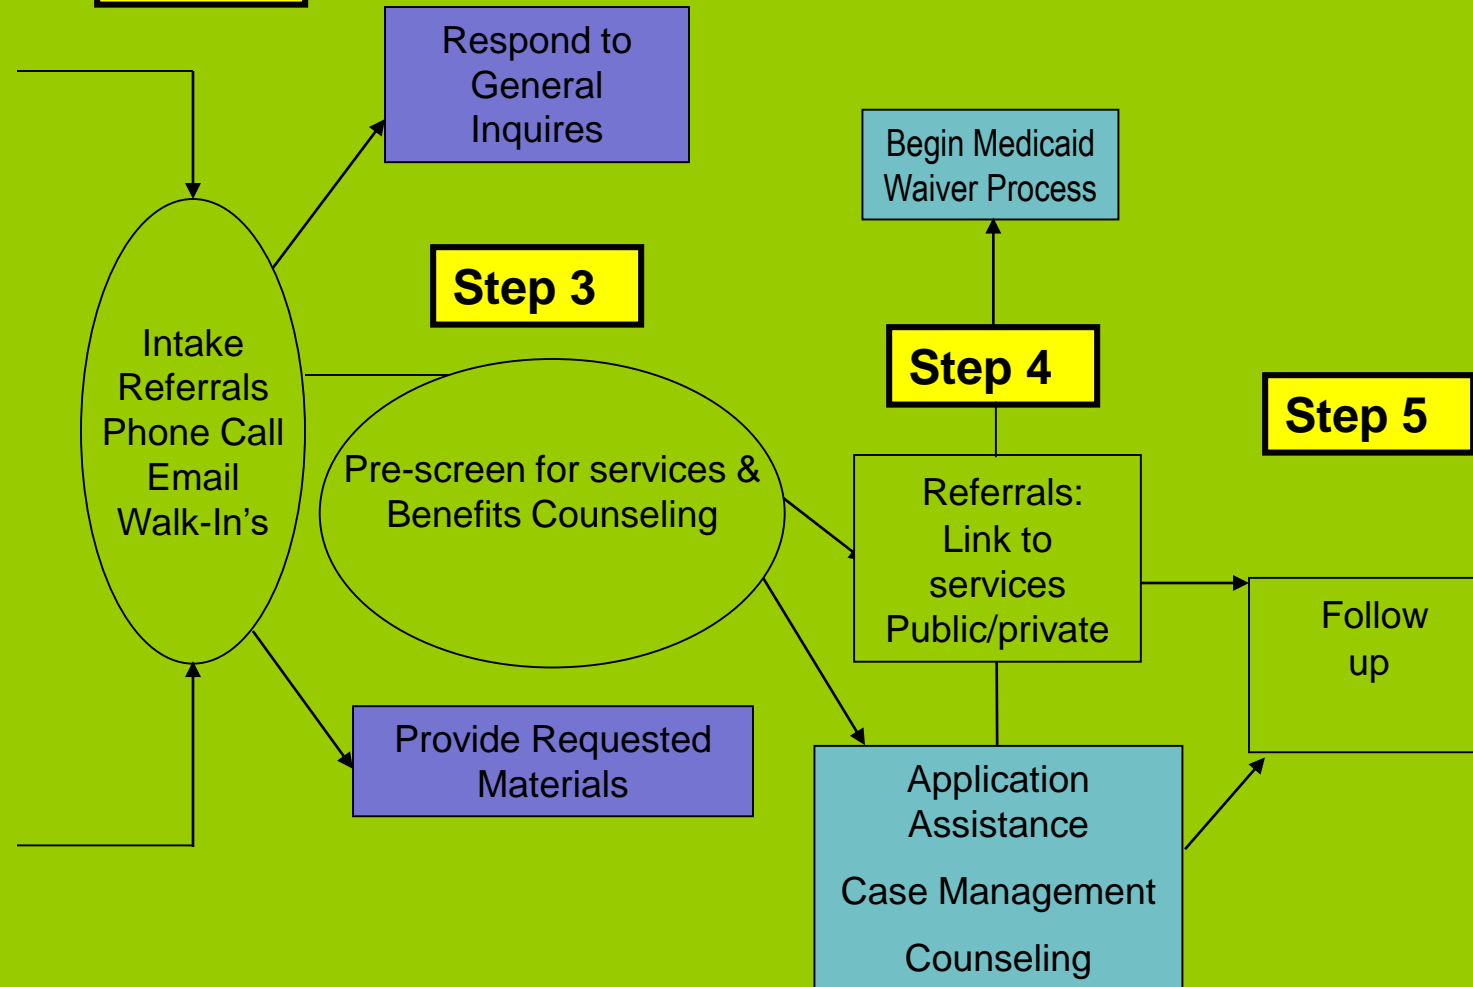 Respond to
General
Inquires
Begin Medicaid
Waiver Process
Step 3
Step 4
Step 5
Intake
Referrals
Phone Call
Email
Walk-In’s
Pre-screen for services &
Benefits Counseling
Referrals:
Link to
services
Public/private
Follow
up
Provide Requested
Materials
Application
Assistance
Case Management
Counseling